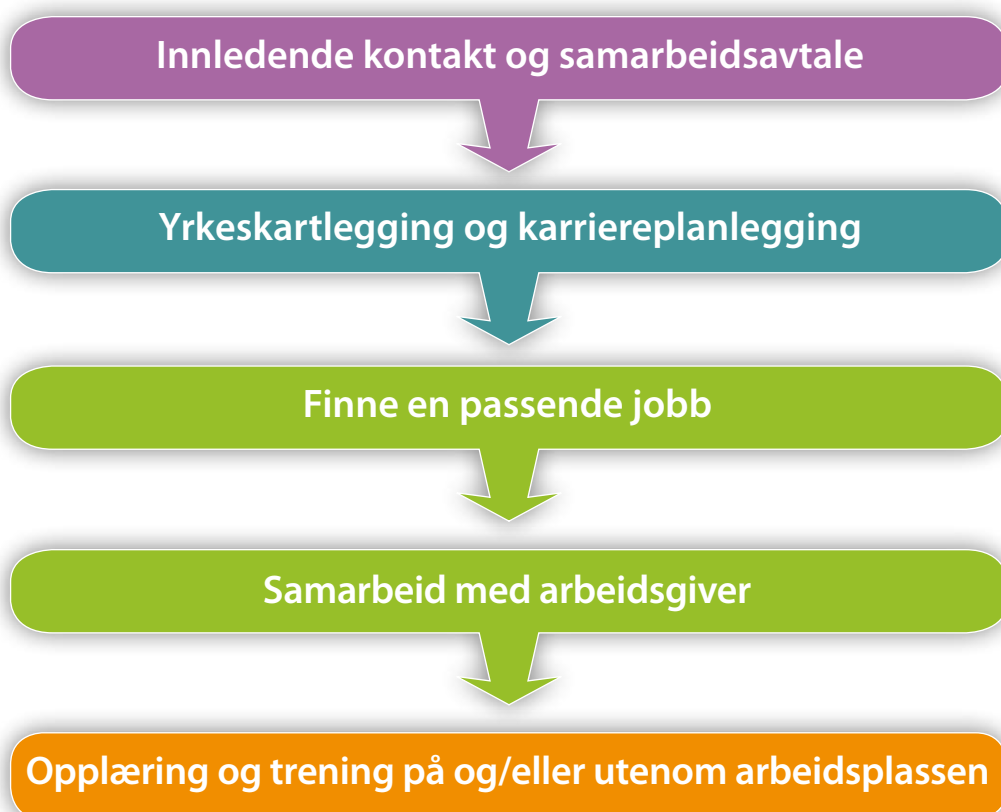 Innledende kontakt og samarbeidsavtale
Yrkeskartlegging og karriereplanlegging
Finne en passende jobb
Samarbeid med arbeidsgiver
Opplæring og trening på og/eller utenom arbeidsplassen